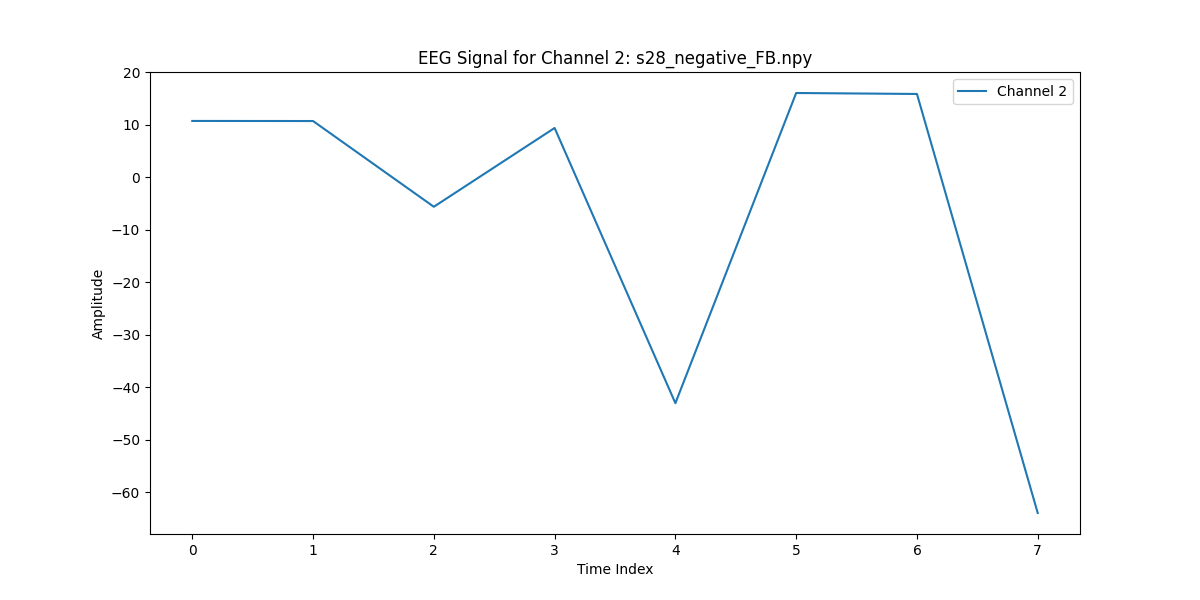 EEG Signal for Channel 2: s28_negative_FB.npy
Channel 2
20
10
0
−10
−20
−30
−40
−50
−60
Amplitude
0 1 2 3 4 5 6 7
Time Index